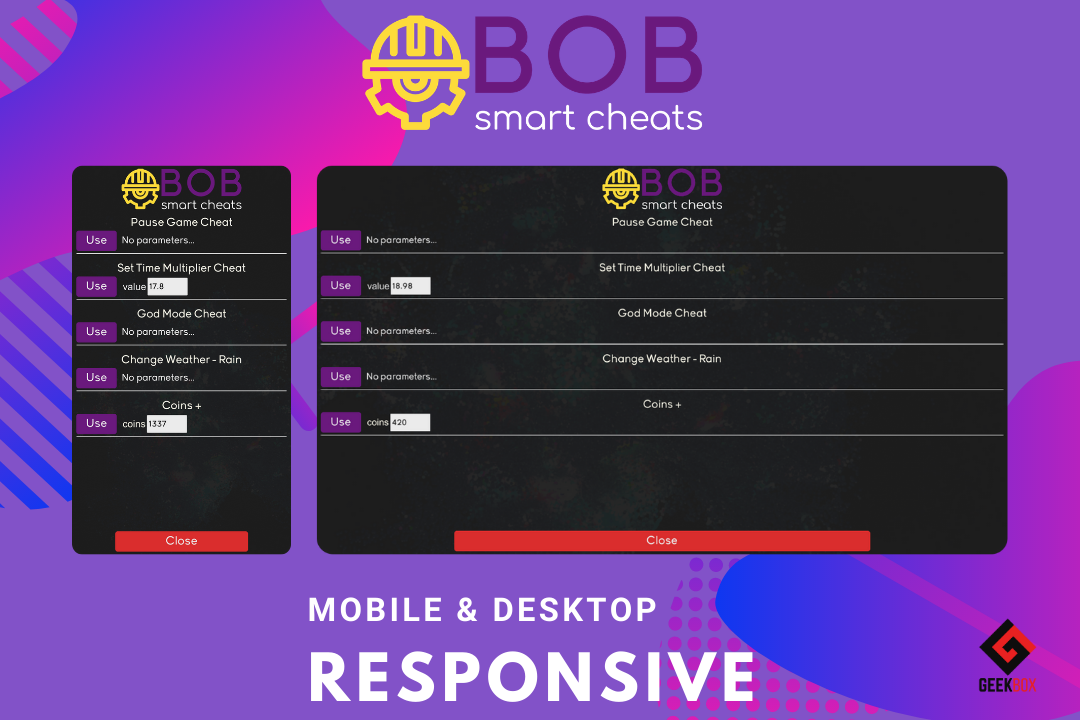 BOB
smart cheats
BOB
smart cheats
Pause Game Cheat
Use No parameters...
Set Time Multiplier Cheat
Use value 17.8
God Mode Cheat
Use No parameters...
Change Weather - Rain
Use No parameters...
Coins +
Use coins 1337
Close
BOB
smart cheats
Pause Game Cheat
Use No parameters...
Set Time Multiplier Cheat
Use value 18.98
God Mode Cheat
Use No parameters...
Change Weather - Rain
Use No parameters...
Coins +
Use coins 420
Close
MOBILE & DESKTOP
RESPONSIVE
GEEKBOX